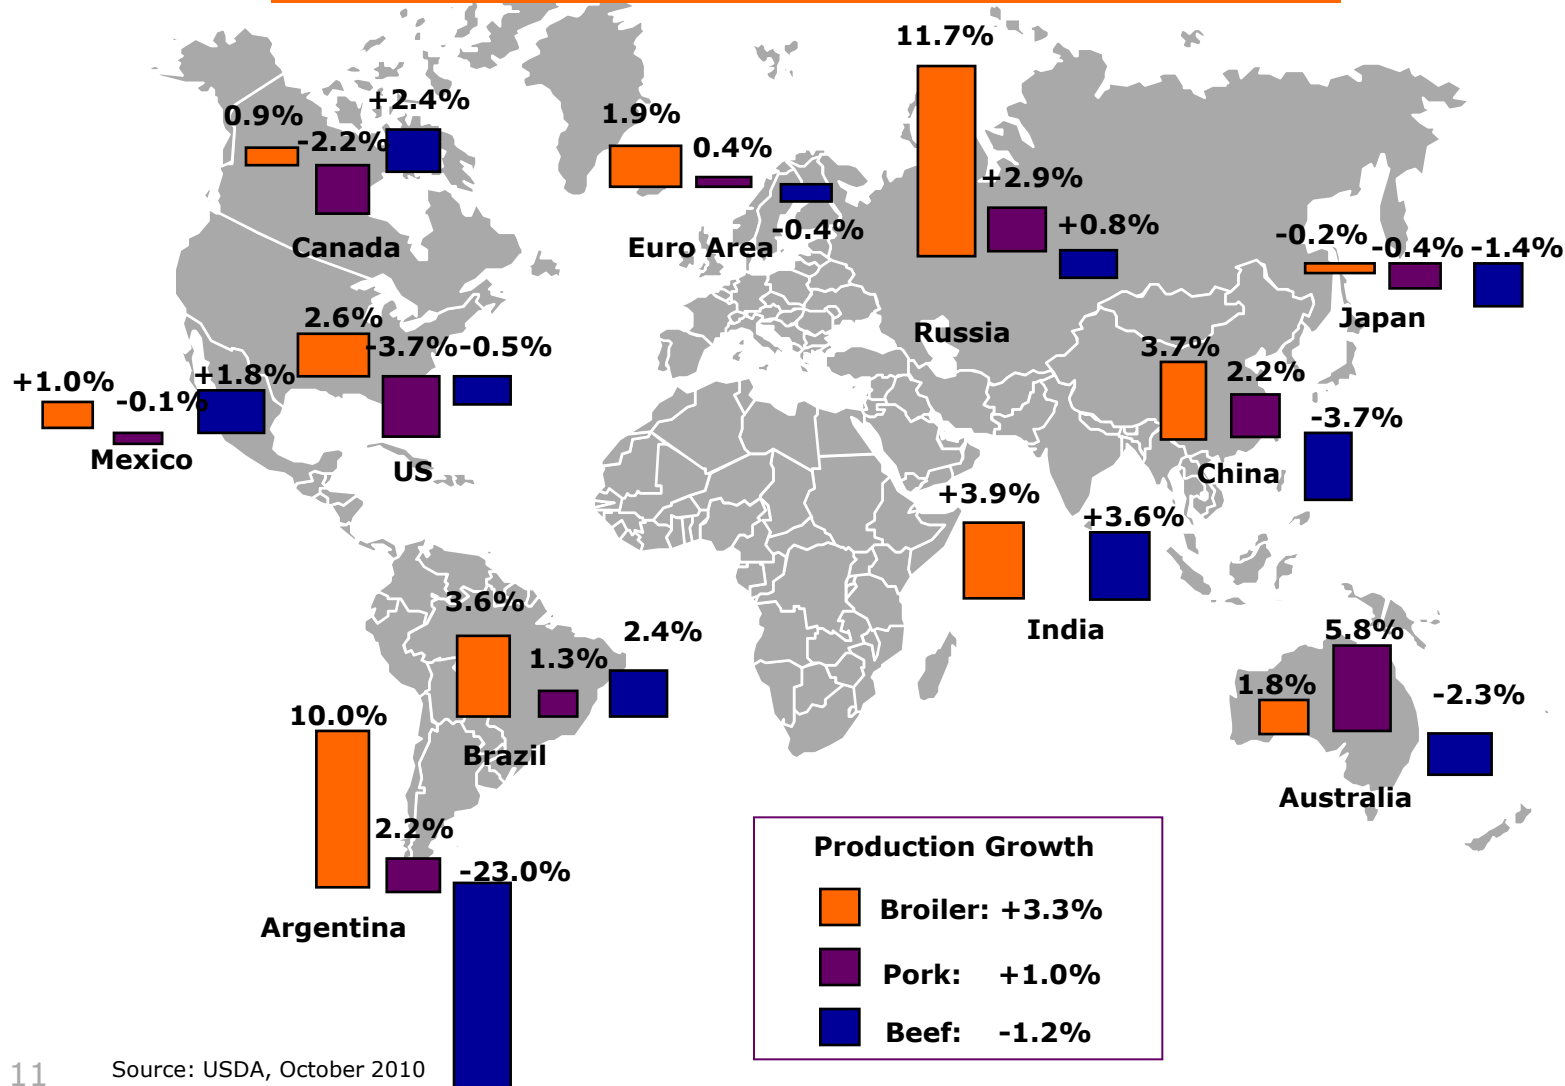 11.7%
+2.4%
0.9%
-2.2%
1.9%
0.4%
+2.9%
-0.4%
+0.8%
Canada
Euro Area
-0.2%
-0.4%
-1.4%
Japan
Russia
2.6%
-3.7%
-0.5%
3.7%
2.2%
+1.0%
-0.1%
+1.8%
-3.7%
Mexico
US
China
+3.9%
+3.6%
India
3.6%
1.3%
2.4%
Brazil
5.8%
1.8%
-2.3%
Australia
10.0%
2.2%
-23.0%
Argentina
Production Growth
Broiler: +3.3%
Pork: +1.0%
Beef: -1.2%
11
Source: USDA, October 2010